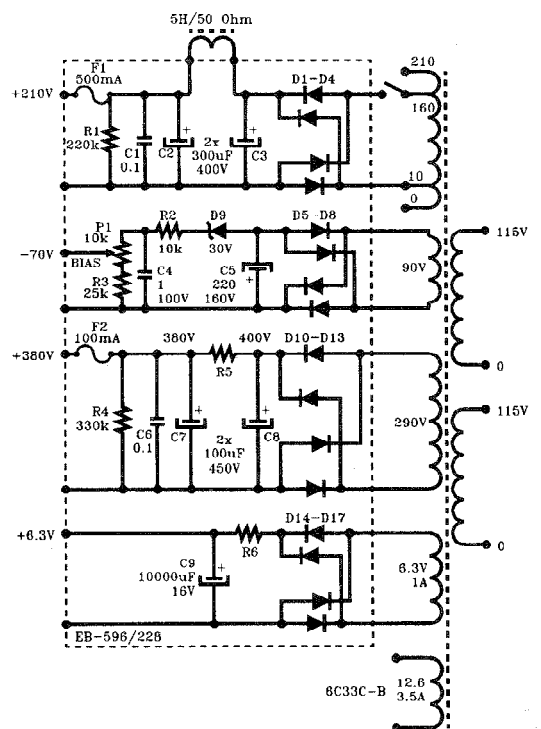 5H/50 Ohm
F1
500mA
D1-D4
210
+210V
160
R1
220k
C1
0.1
C2
2x
300uF
400V
C3
10
0
P1
10k
R2
10k
D9
30V
D5-D8
115V
-70V
BIAS
C4
1
100V
C5
220
160V
90V
R3
25k
F2
100mA
380V
400V
D10-D13
0
+380V
R5
115V
R4
330k
C6
0.1
C7
2x
100uF
450V
C8
290V
D14-D17
+6.3V
R6
0
C9
10000uF
16V
6.3V
1A
EB-596/228
6C33C-B
12.6
3.5A